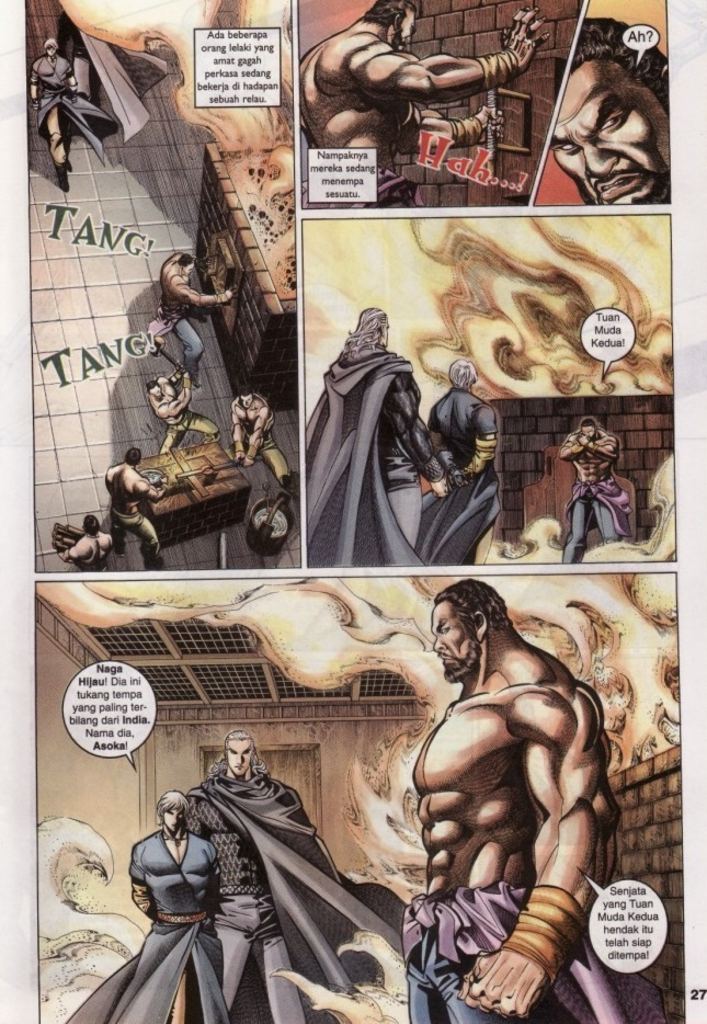 Ada beberapa
orang lelaki yang
amat gagah
perkasa sedang
bekerja di hadapan
sebuah relau.
TANG!
TANG!
Nampaknya
mereka sedang
menempa
sesuatu.
Hah...!
Ah?
Tuan
Muda
Kedua!
Naga
Hijau! Dia ini
tukang tempa
yang paling ter-
bilang dari India.
Nama dia,
Asoka!
Senjata
yang Tuan
Muda Kedua
hendak itu
telah siap
ditempa!
27